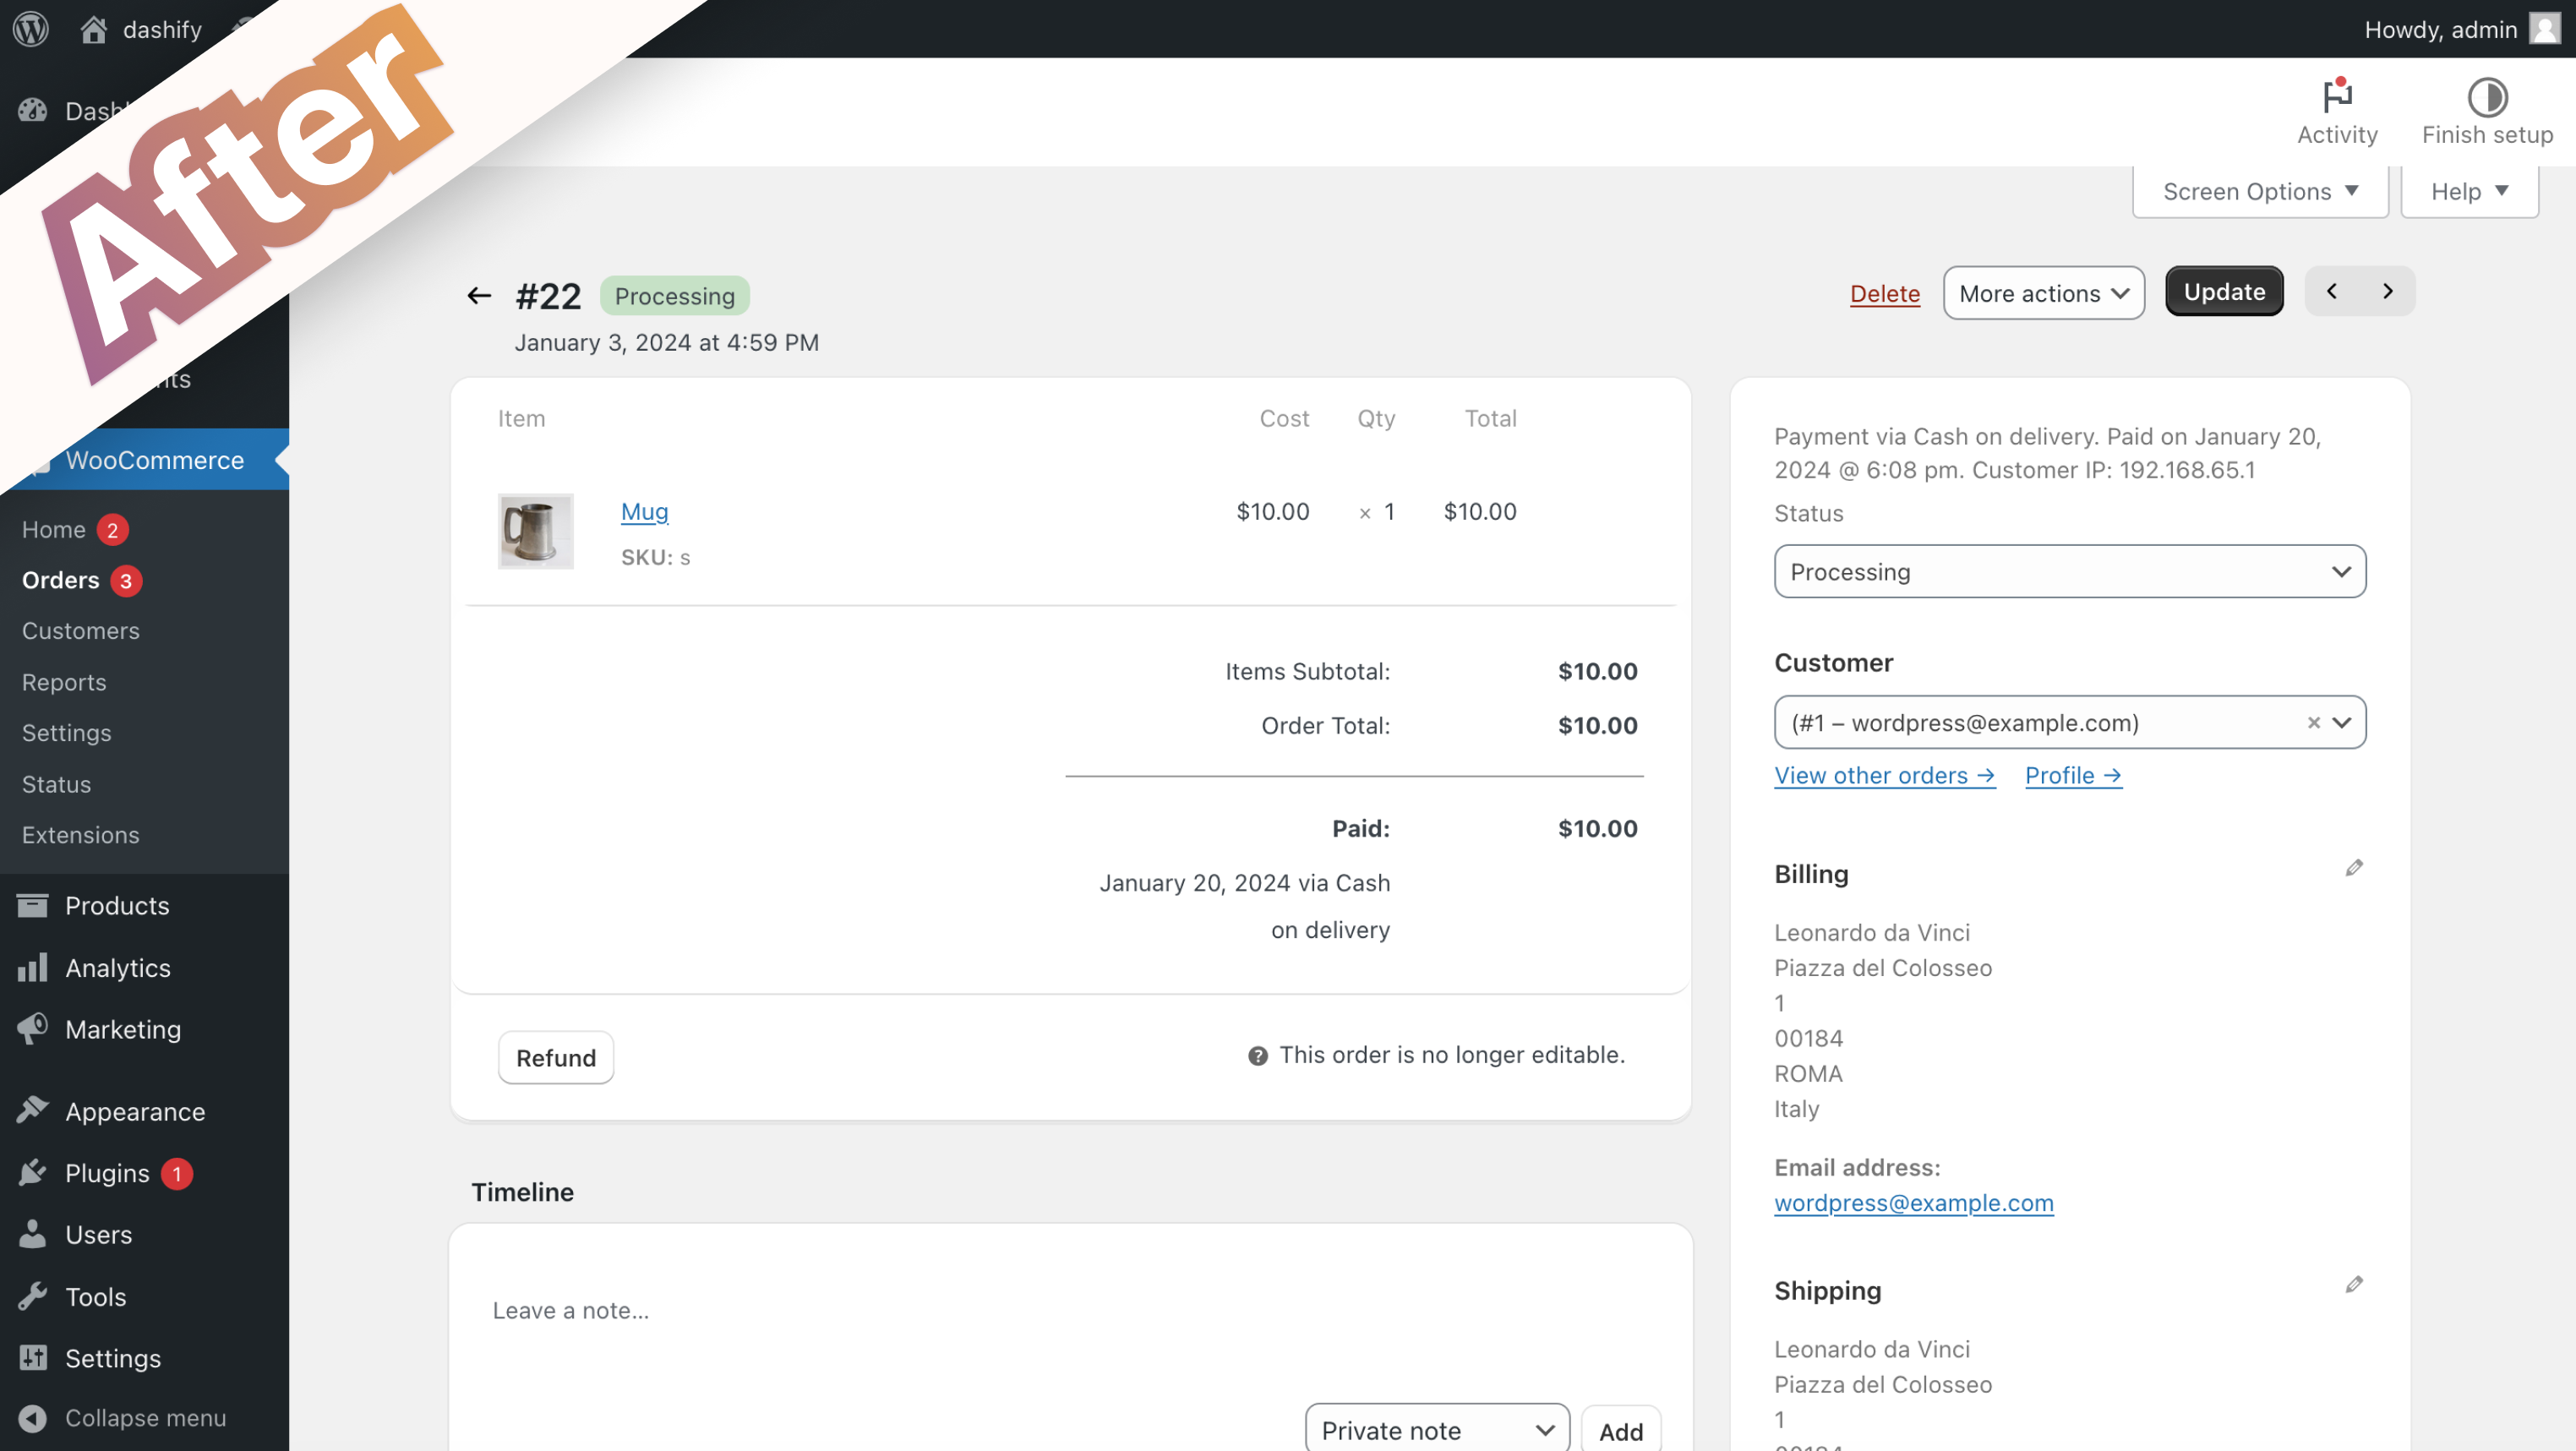 dashify
Howdy, admin
After
Activity
Finish setup
Screen Options
Help
WooCommerce
Home 2
Orders 3
Customers
Reports
Settings
Status
Extensions
Products
Analytics
Marketing
Appearance
Plugins 1
Users
Tools
Settings
Collapse menu
← #22 Processing
January 3, 2024 at 4:59 PM
Delete More actions Update
Item Cost Qty Total
Mug $10.00 × 1 $10.00
SKU: s
Items Subtotal: $10.00
Order Total: $10.00
Paid: $10.00
January 20, 2024 via Cash
on delivery
Refund
This order is no longer editable.
Timeline
Leave a note...
Private note Add
Payment via Cash on delivery. Paid on January 20,
2024 @ 6:08 pm. Customer IP: 192.168.65.1
Status
Processing
Customer
(#1 – wordpress@example.com) ×
View other orders → Profile →
Billing
Leonardo da Vinci
Piazza del Colosseo
1
00184
ROMA
Italy
Email address:
wordpress@example.com
Shipping
Leonardo da Vinci
Piazza del Colosseo
1